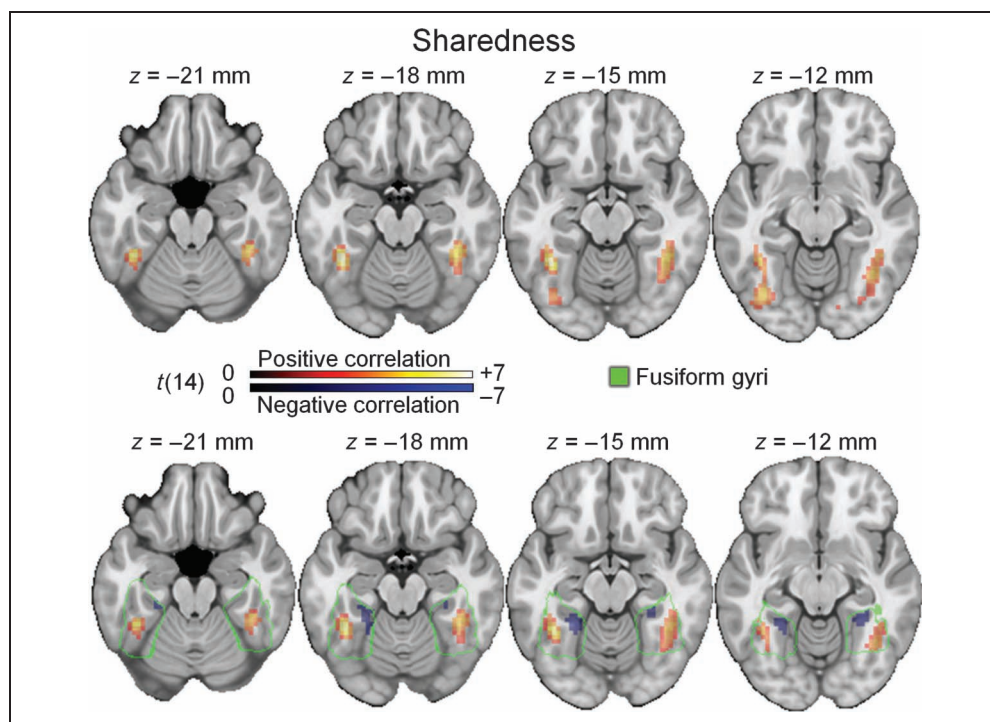 Sharedness
z = –21 mm z = –18 mm z = –15 mm z = –12 mm
Positive correlation
0 +7
t(14)
0 –7
Negative correlation
Fusiform gyri
z = –21 mm z = –18 mm z = –15 mm z = –12 mm